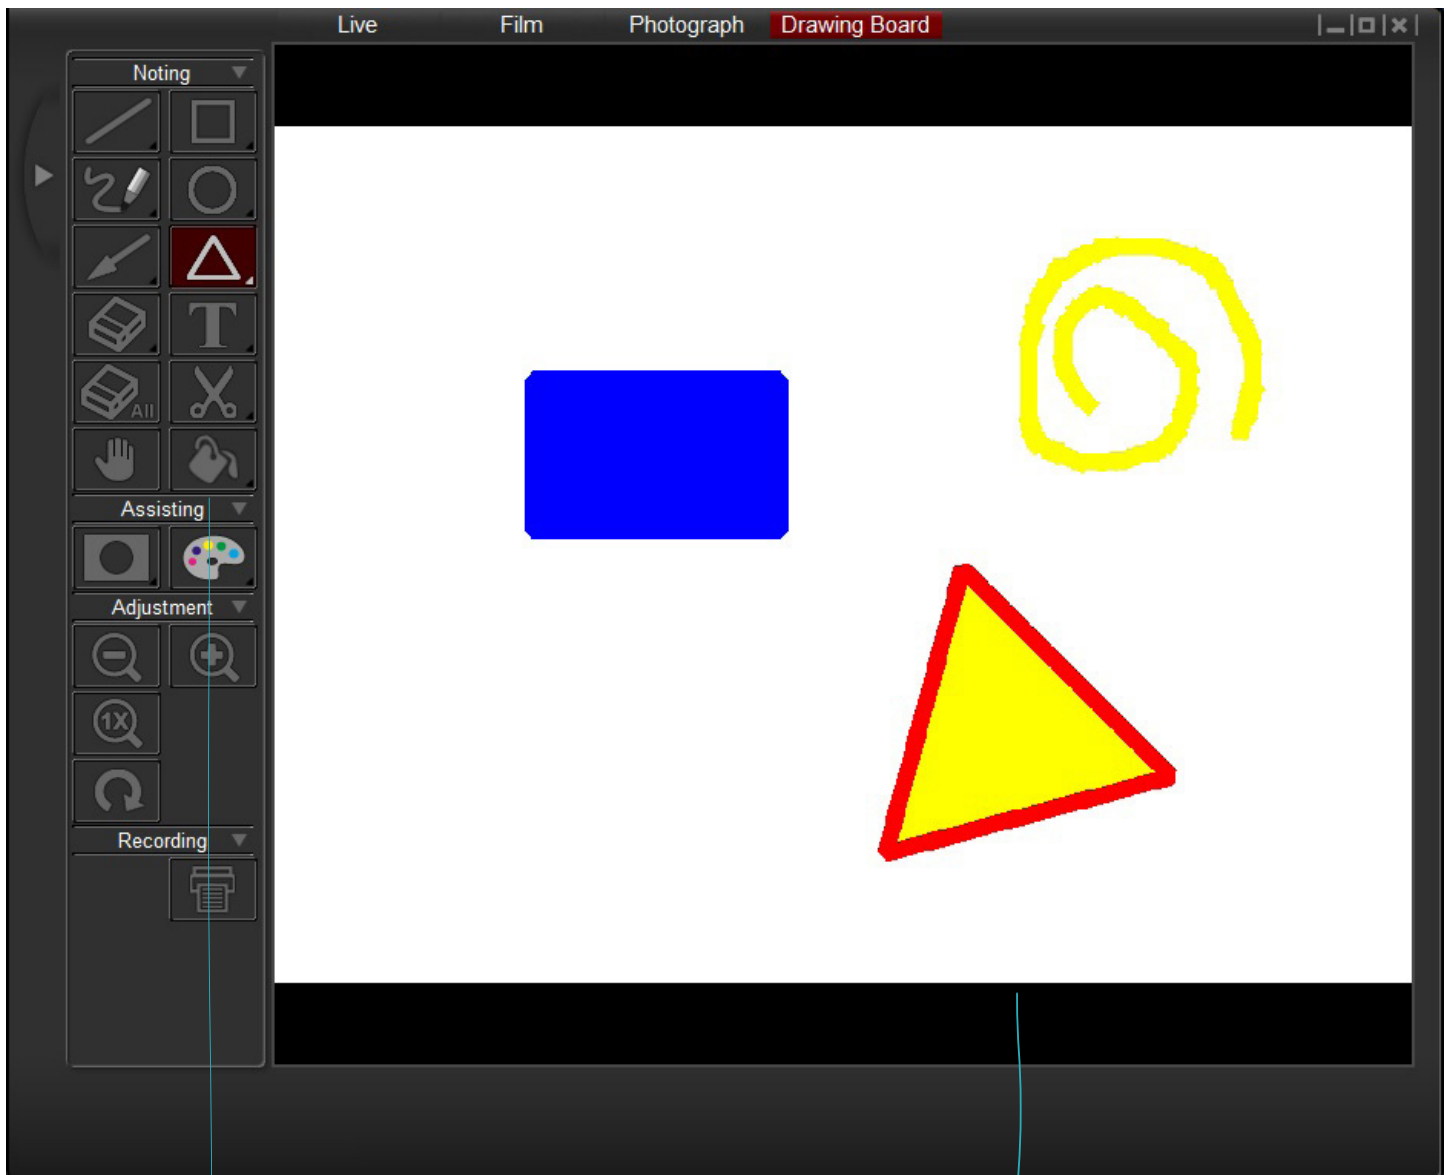 Live Film Photograph Drawing Board
Noting
T
All
Assisting
Adjustment
1X
Recording